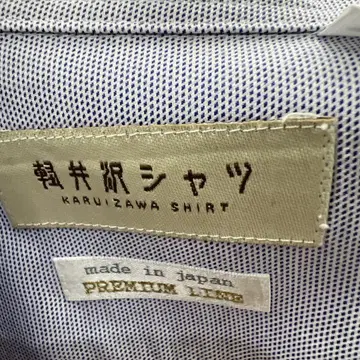 軽井沢シャツ
KARUIZAWA SHIRT
made in japan
PREMIUM LINE